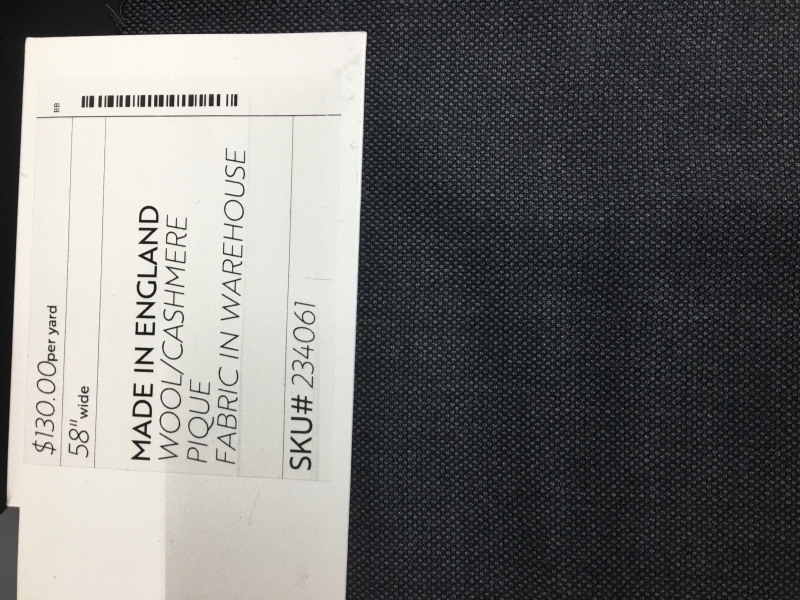 BB
$130.00per yard
58" wide
MADE IN ENGLAND
WOOL/CASHMERE
PIQUE
FABRIC IN WAREHOUSE
SKU# 234061